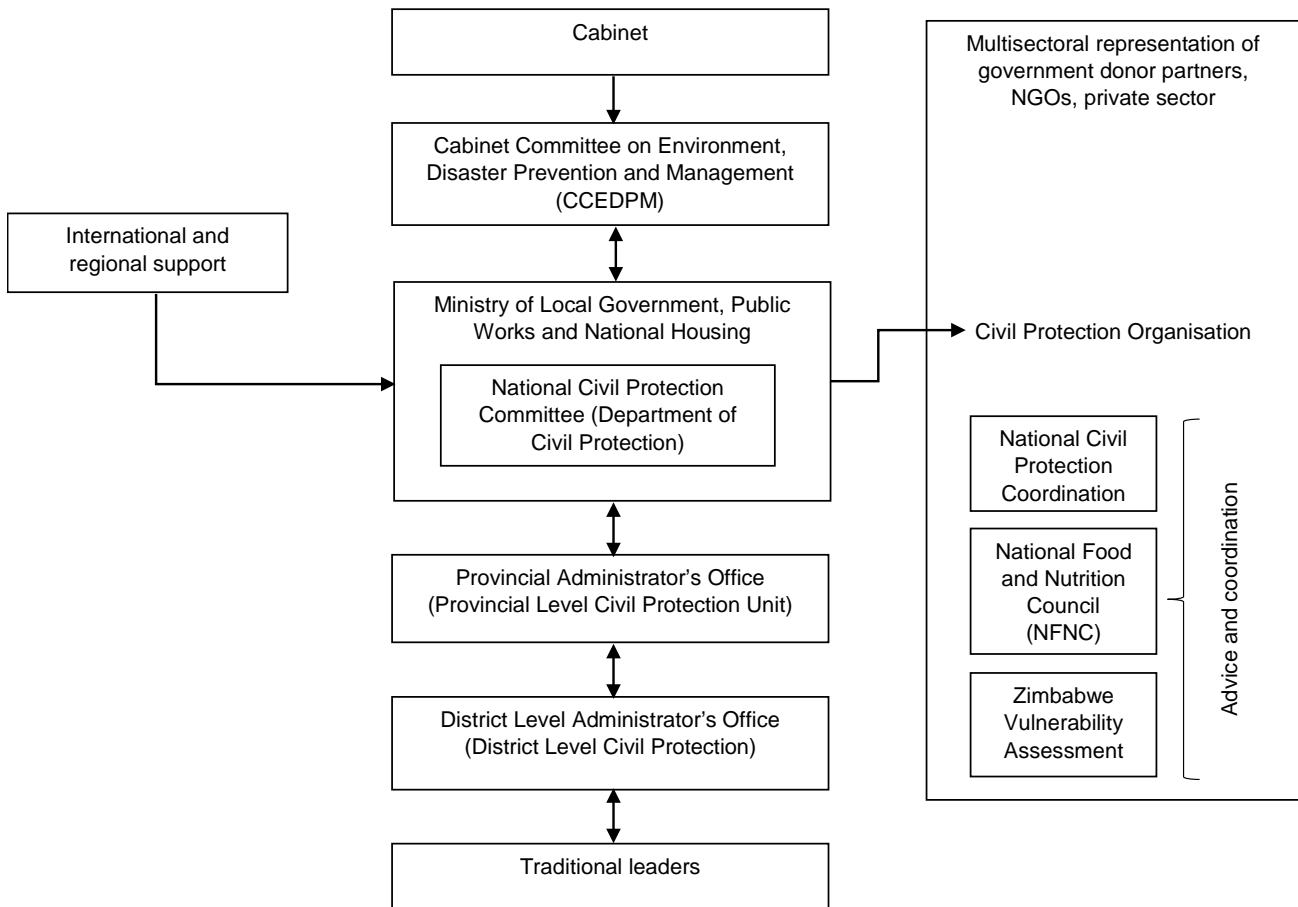 Cabinet
Cabinet Committee on Environment,
Disaster Prevention and Management
(CCEDPM)
International and
regional support
Ministry of Local Government, Public
Works and National Housing
National Civil Protection
Committee (Department of
Civil Protection)
Provincial Administrator’s Office
(Provincial Level Civil Protection Unit)
District Level Administrator’s Office
(District Level Civil Protection)
Traditional leaders
Multisectoral representation of
government donor partners,
NGOs, private sector
Civil Protection Organisation
National Civil
Protection
Coordination
National Food
and Nutrition
Council
(NFNC)
Zimbabwe
Vulnerability
Assessment
Advice and coordination